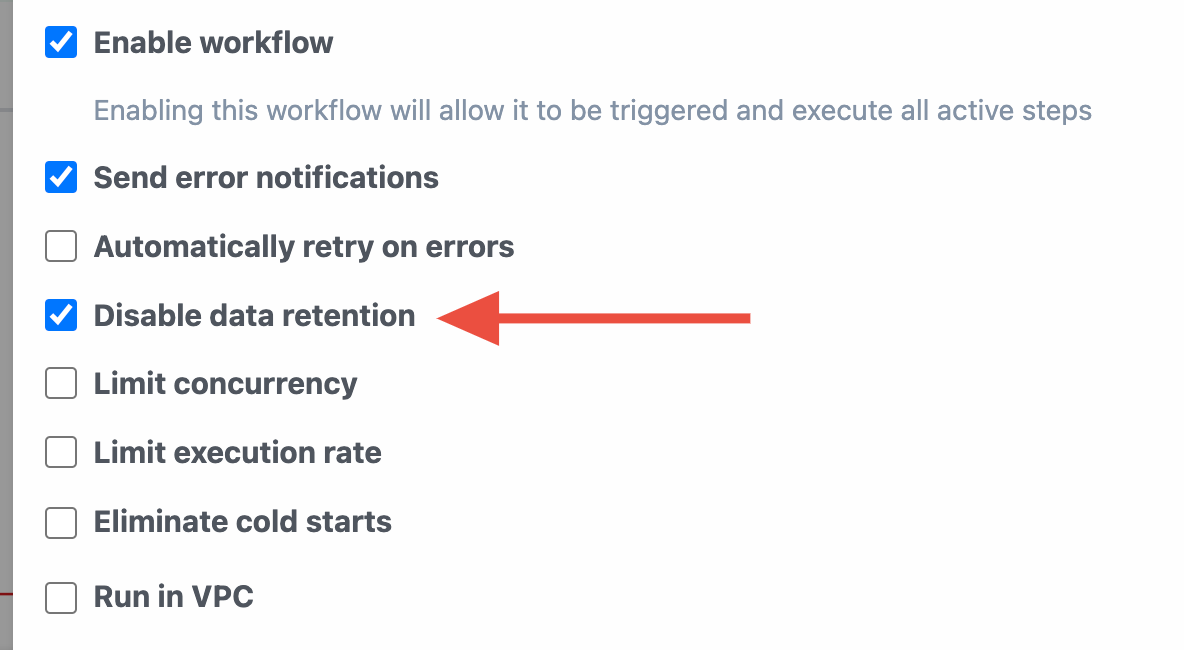 Enable workflow
Enabling this workflow will allow it to be triggered and execute all active steps
Send error notifications
Automatically retry on errors
Disable data retention
Limit concurrency
Limit execution rate
Eliminate cold starts
Run in VPC